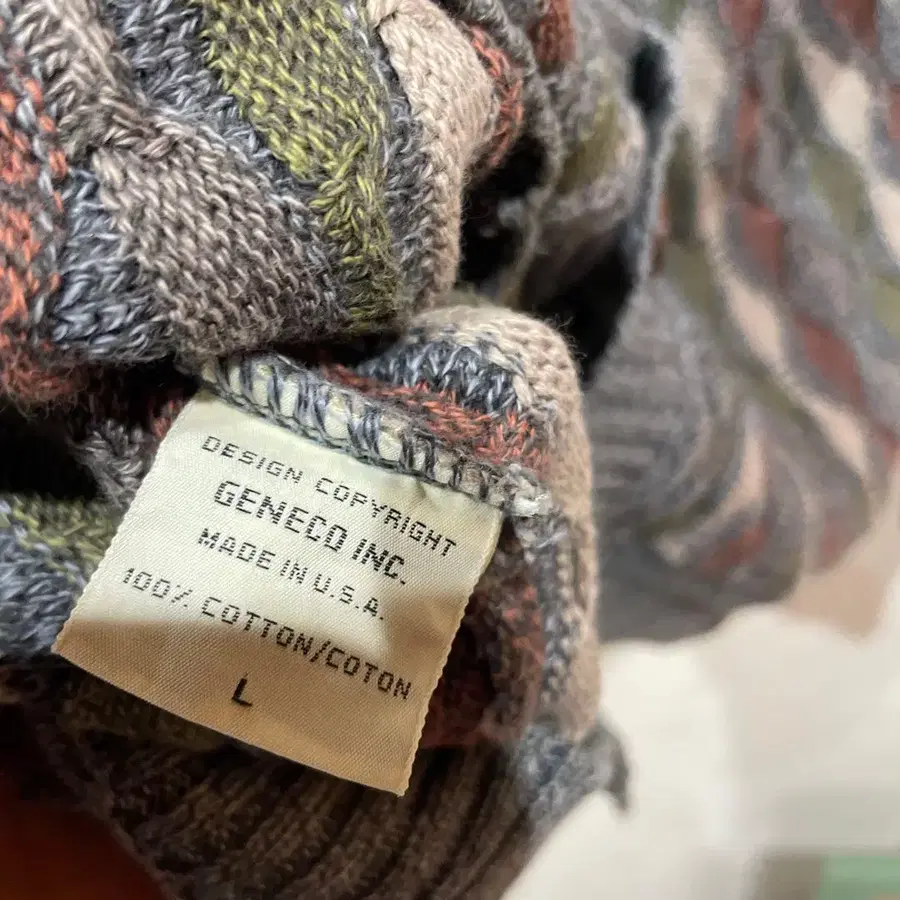 DESIGN COPYRIGHT
GENECO INC.
MADE IN U.S.A.
100% COTTON/COTON
L